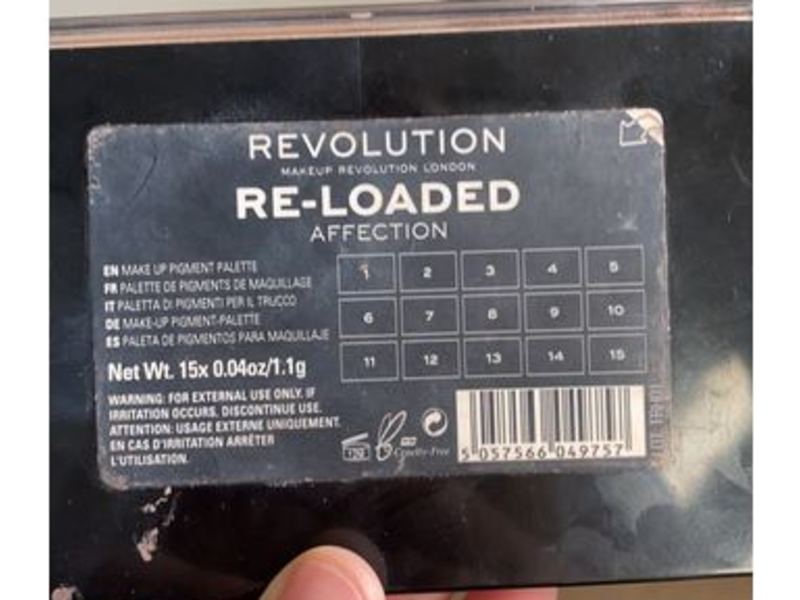 REVOLUTION
MAKEUP REVOLUTION LONDON
RE-LOADED
AFFECTION
EN MAKE UP PIGMENT PALETTE
FR PALETTE DE PIGMENTS DE MAQUILLAGE
IT PALETTA DI PIGMENTI PER IL TRUCCO
DE MAKE-UP PIGMENT-PALETTE
ES PALETA DE PIGMENTOS PARA MAQUILLAJE
Net Wt. 15x 0.04oz/1.1g
1 2 3 4 5
6 7 8 9 10
11 12 13 14 15
WARNING: FOR EXTERNAL USE ONLY. IF
IRRITATION OCCURS, DISCONTINUE USE.
ATTENTION: USAGE EXTERNE UNIQUEMENT.
EN CAS D'IRRITATION ARRÊTER
L'UTILISATION.
Cruelty-Free
5 057566 049757